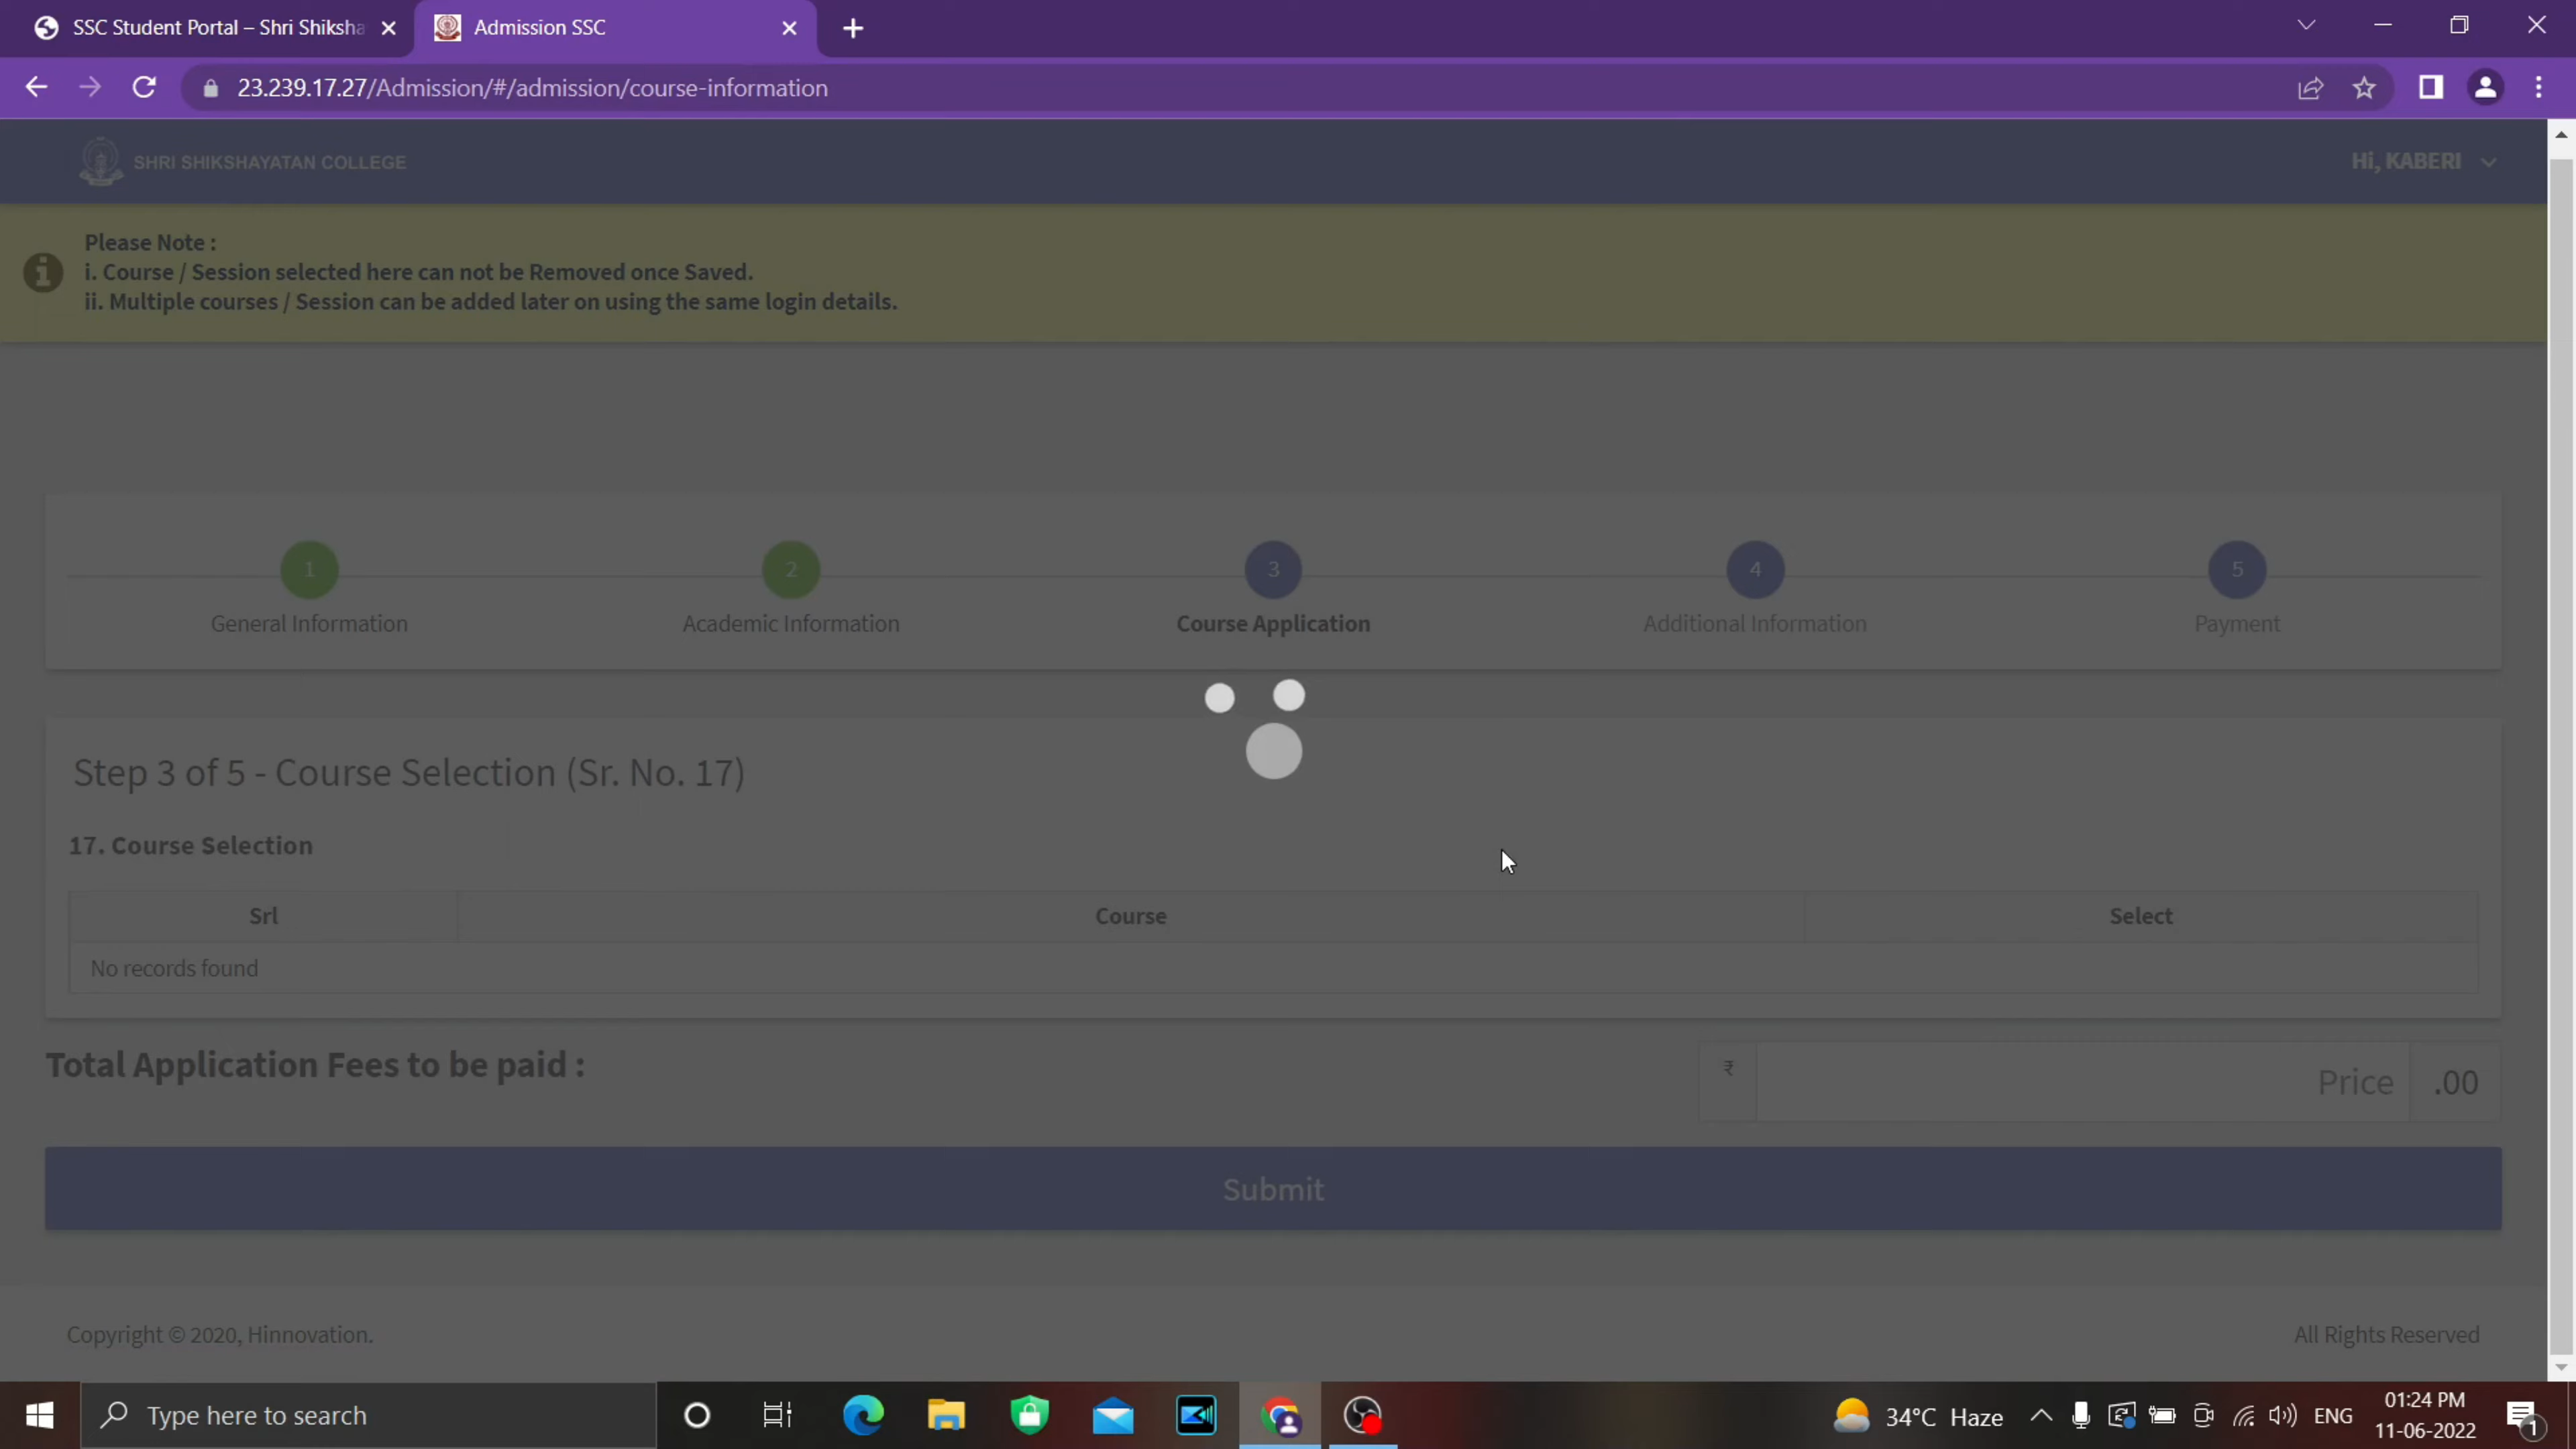 SSC Student Portal – Shri Shiksha
Admission SSC
23.239.17.27/Admission/#/admission/course-information
SHRI SHIKSHAYATAN COLLEGE
Hi, KABERI
Please Note :
i. Course / Session selected here can not be Removed once Saved.
ii. Multiple courses / Session can be added later on using the same login details.
1
2
3
4
5
General Information
Academic Information
Course Application
Additional Information
Payment
Step 3 of 5 - Course Selection (Sr. No. 17)
17. Course Selection
Srl Course Select
No records found
Total Application Fees to be paid :
₹ Price .00
Submit
Copyright © 2020, Hinnovation.
All Rights Reserved
Type here to search
34°C Haze
ENG
01:24 PM
11-06-2022
1